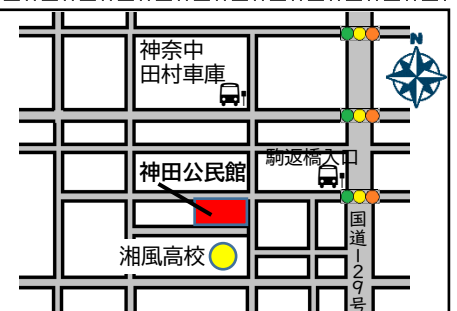 N
神奈中
田村車庫
駒返橋入口
神田公民館
湘風高校
国道129号